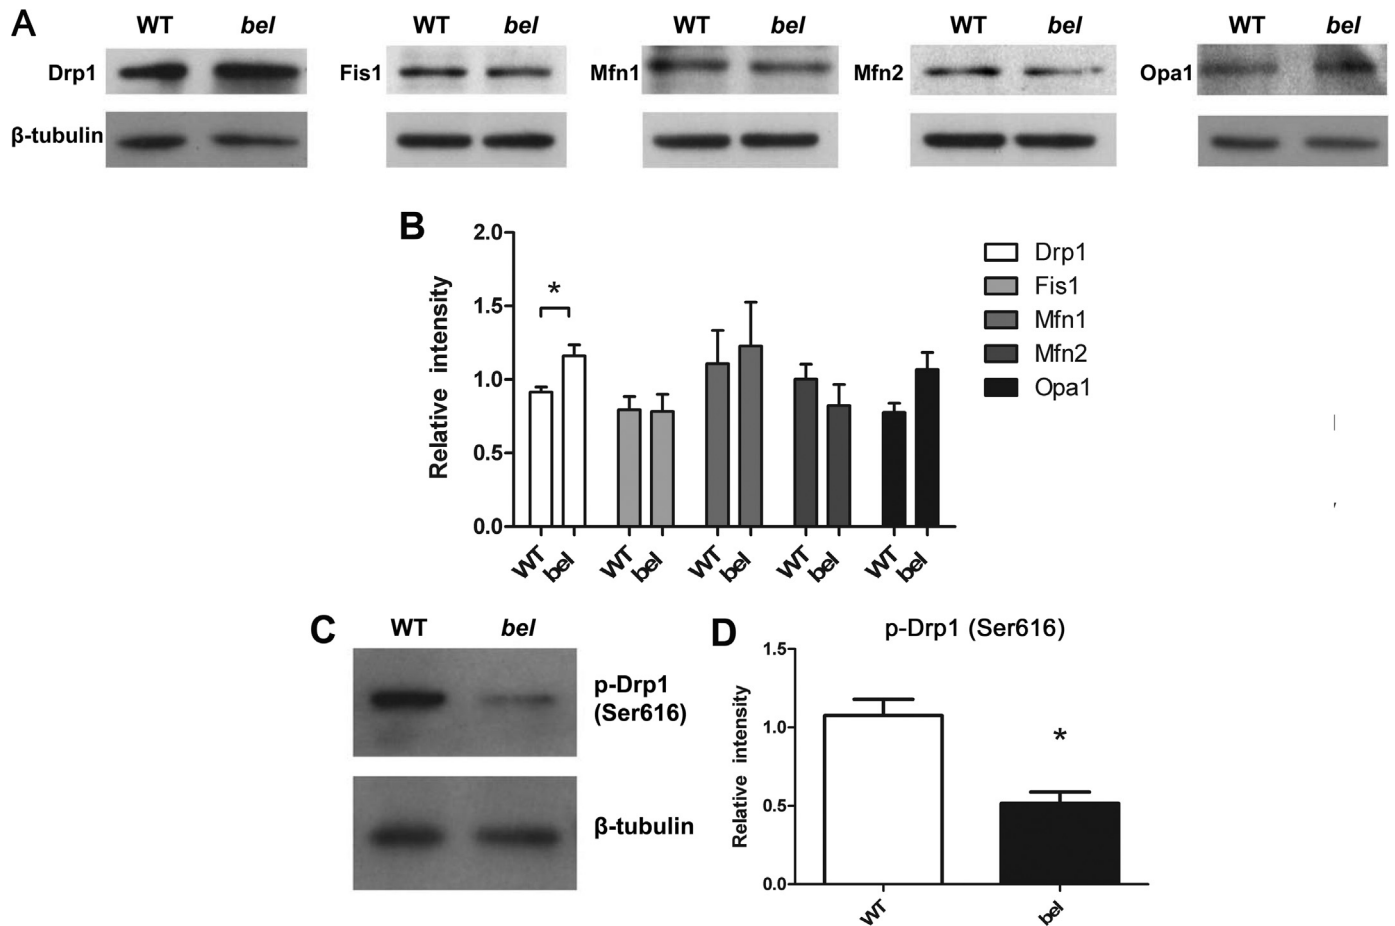 A
WT bel WT bel WT bel WT bel WT bel
Drp1 Fis1 Mfn1 Mfn2 Opa1
β-tubulin
B
Relative intensity
2.0
1.5
1.0
0.5
0.0
*
WT bel WT bel WT bel WT bel WT bel
Drp1
Fis1
Mfn1
Mfn2
Opa1
C
WT bel
p-Drp1
(Ser616)
β-tubulin
D
p-Drp1 (Ser616)
Relative intensity
1.5
1.0
0.5
0.0
*
WT bel